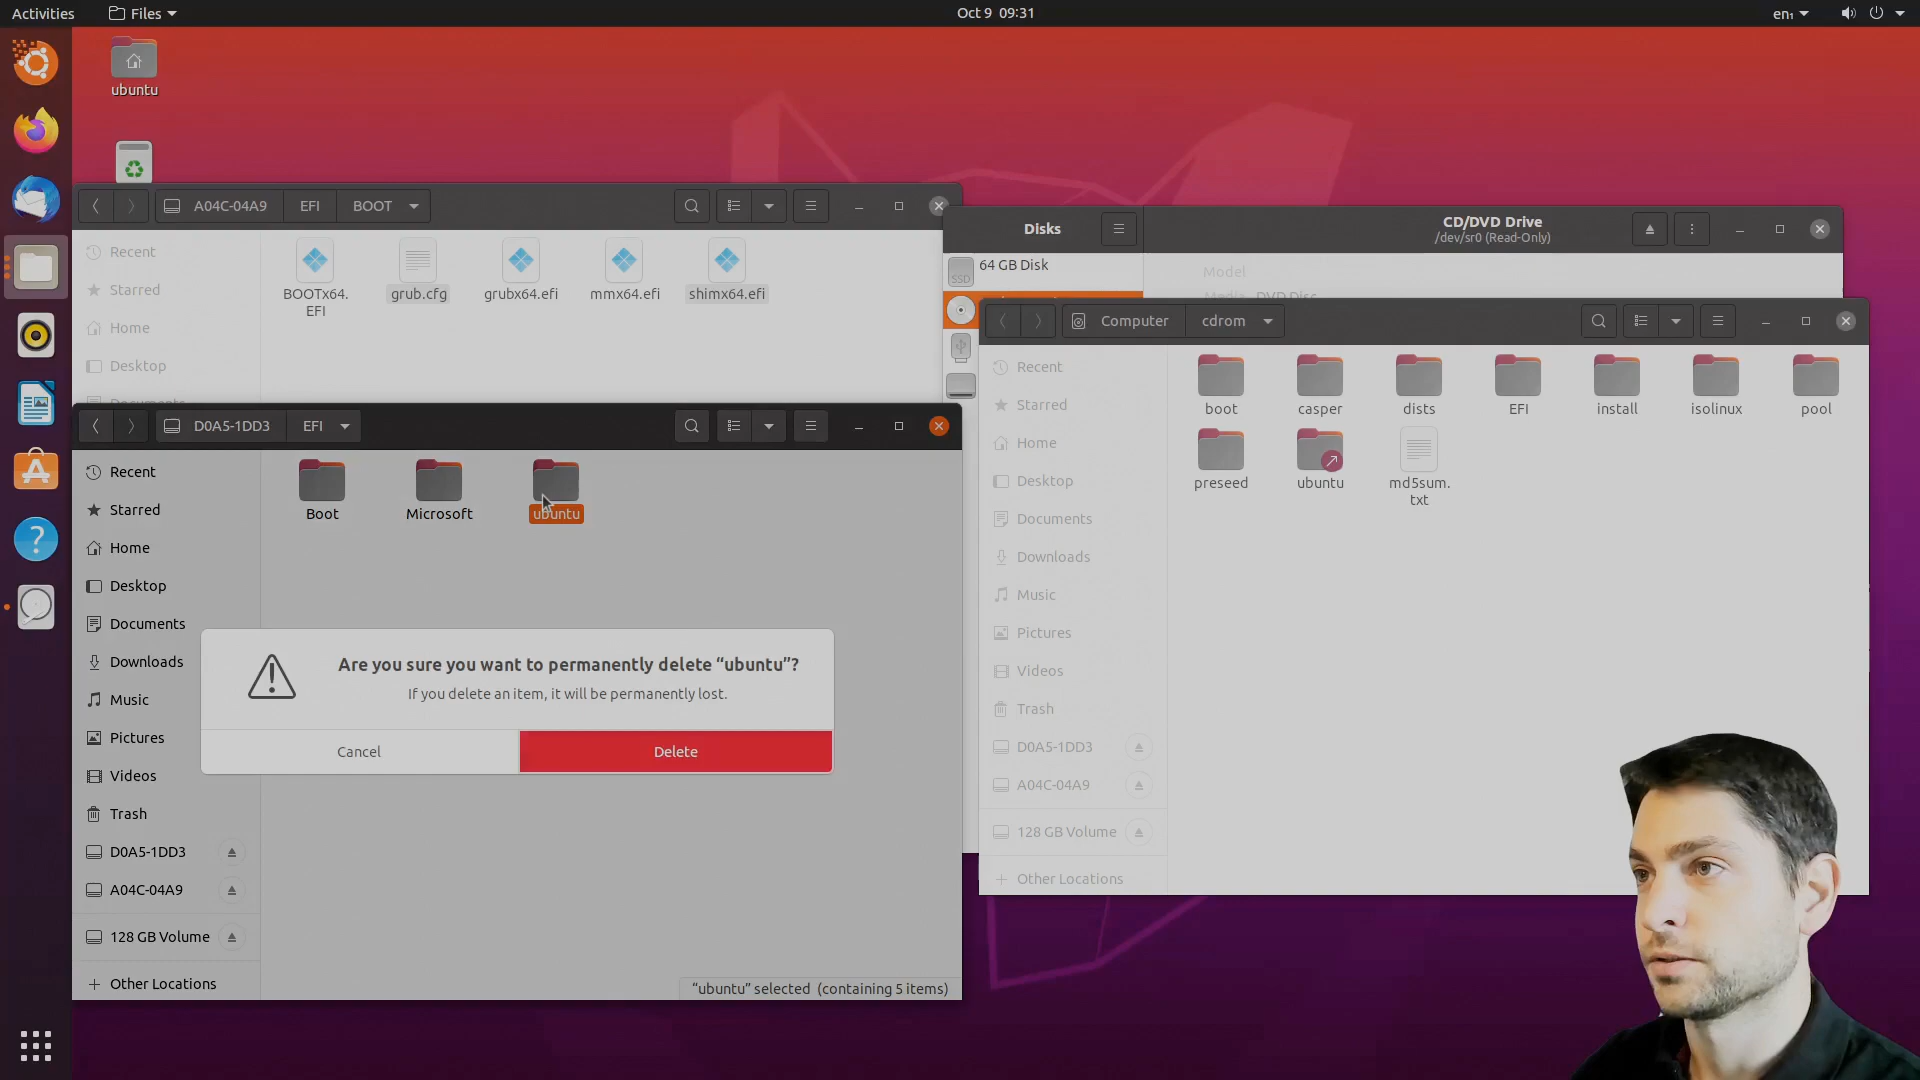 Activities
Files
Oct 9 09:31
en₁
ubuntu
A04C-04A9
EFI
BOOT
Recent
Starred
Home
Desktop
Documents
BOOTx64.
EFI
grub.cfg
grubx64.efi
mmx64.efi
shimx64.efi
Disks
CD/DVD Drive
/dev/sr0 (Read-Only)
64 GB Disk
SSD
Model
Media DVD Disc
D0A5-1DD3
EFI
Recent
Starred
Home
Desktop
Documents
Downloads
Music
Pictures
Videos
Trash
D0A5-1DD3
A04C-04A9
128 GB Volume
Other Locations
Boot
Microsoft
ubuntu
Are you sure you want to permanently delete “ubuntu”?
If you delete an item, it will be permanently lost.
Cancel
Delete
“ubuntu” selected (containing 5 items)
Computer
cdrom
Recent
Starred
Home
Desktop
Documents
Downloads
Music
Pictures
Videos
Trash
D0A5-1DD3
A04C-04A9
128 GB Volume
Other Locations
boot
casper
dists
EFI
install
isolinux
pool
preseed
ubuntu
md5sum.
txt